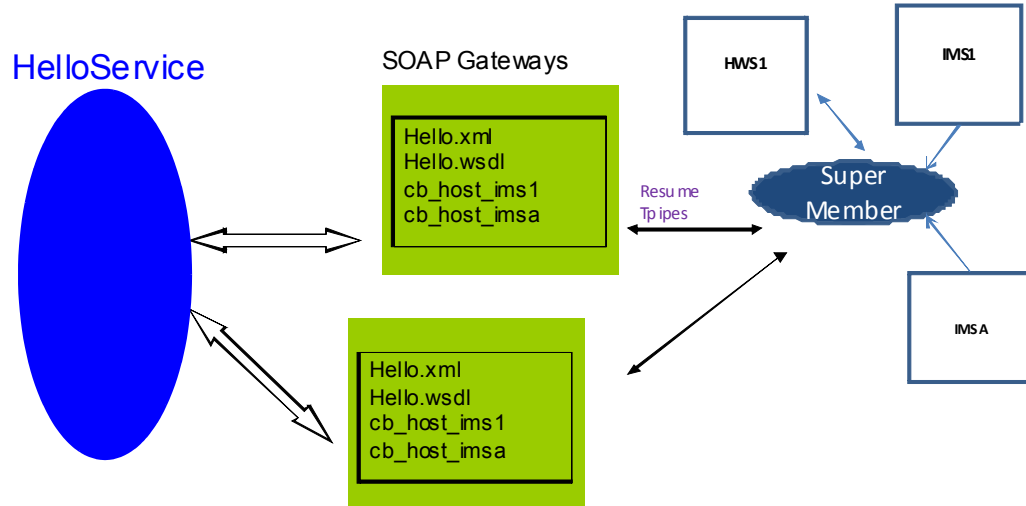 HelloService
SOAP Gateways
Hello.xml
Hello.wsdl
cb_host_ims1
cb_host_imsa
Hello.xml
Hello.wsdl
cb_host_ims1
cb_host_imsa
Resume
Tpipes
HWS1
IMS1
Super
Member
IMSA